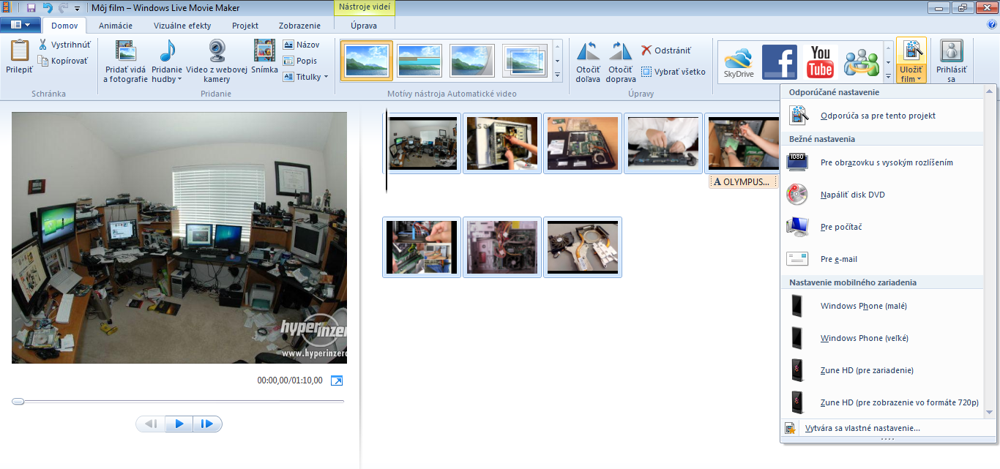 Môj film – Windows Live Movie Maker
Nástroje videí
Domov
Animácie
Vizuálne efekty
Projekt
Zobrazenie
Úprava
Prilepiť
Vystrihnúť
Kopírovať
Schránka
Pridať vidá
a fotografie
Pridanie
hudby
Video z webovej
kamery
Snímka
Názov
Popis
Titulky
Pridanie
Motívy nástroja Automatické video
Otočiť
doľava
Otočiť
doprava
Odstrániť
Vybrať všetko
Úpravy
SkyDrive
You
Tube
Uložiť
film
Prihlásiť
sa
Odporúčané nastavenie
Odporúča sa pre tento projekt
Bežné nastavenia
1080
Pre obrazovku s vysokým rozlíšením
Napáliť disk DVD
Pre počítač
Pre e-mail
Nastavenie mobilného zariadenia
Windows Phone (malé)
Windows Phone (veľké)
Zune HD (pre zariadenie)
Zune HD (pre zobrazenie vo formáte 720p)
Vytvára sa vlastné nastavenie...
A OLYMPUS...
hyperinzer
www.hyperinzer
00:00,00/01:10,00